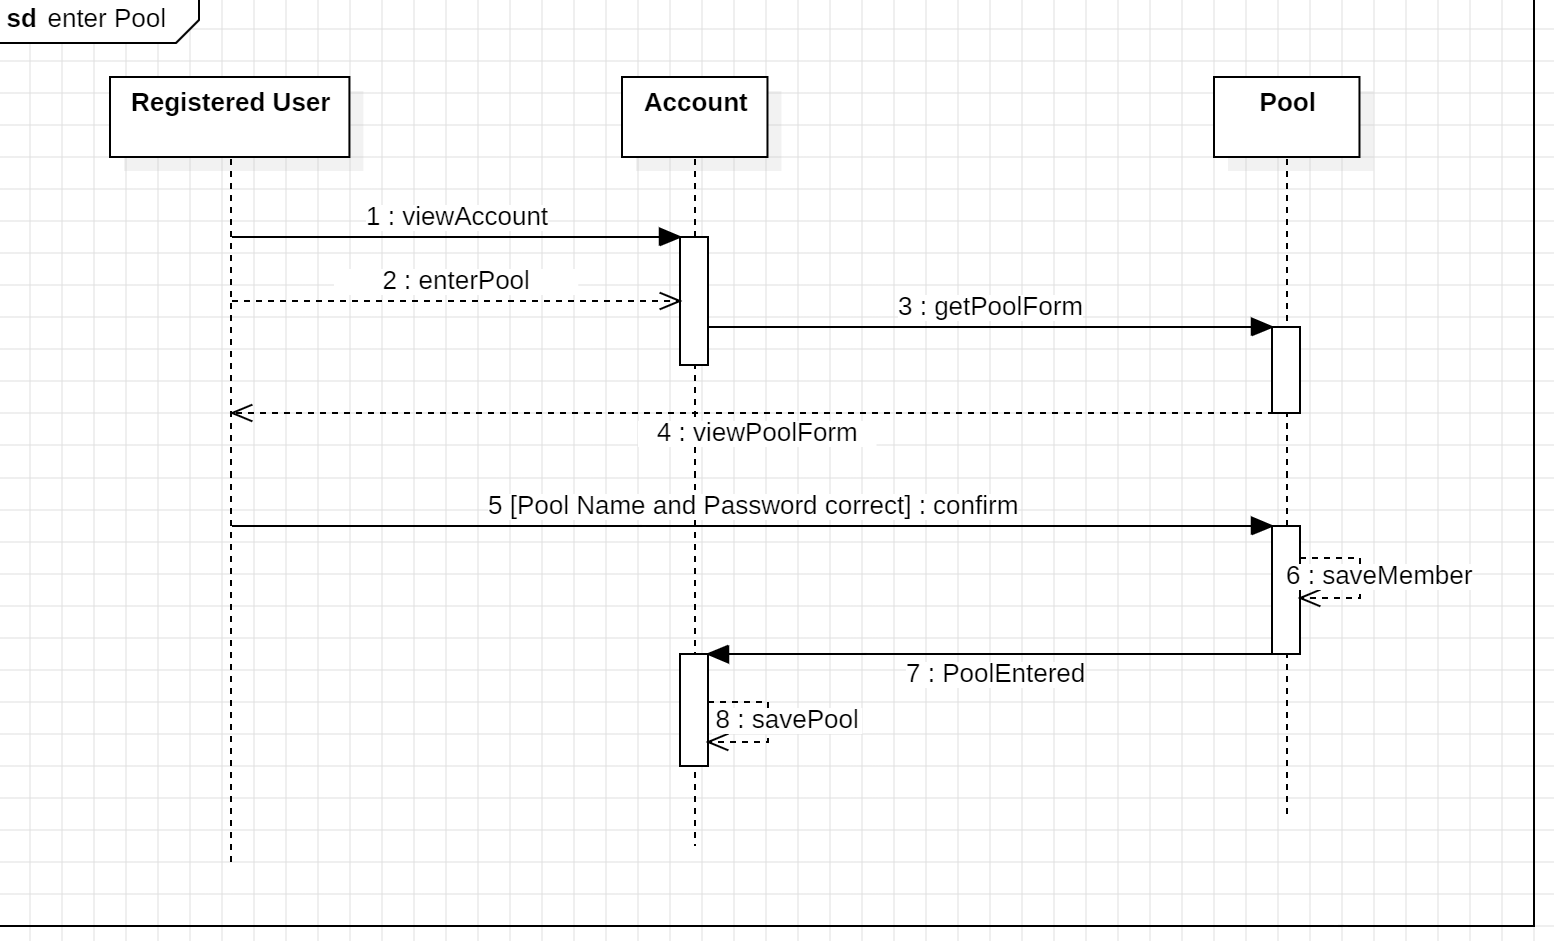 sd enter Pool
Registered User
Account
Pool
1 : viewAccount
2 : enterPool
3 : getPoolForm
4 : viewPoolForm
5 [Pool Name and Password correct] : confirm
6 : saveMember
7 : PoolEntered
8 : savePool